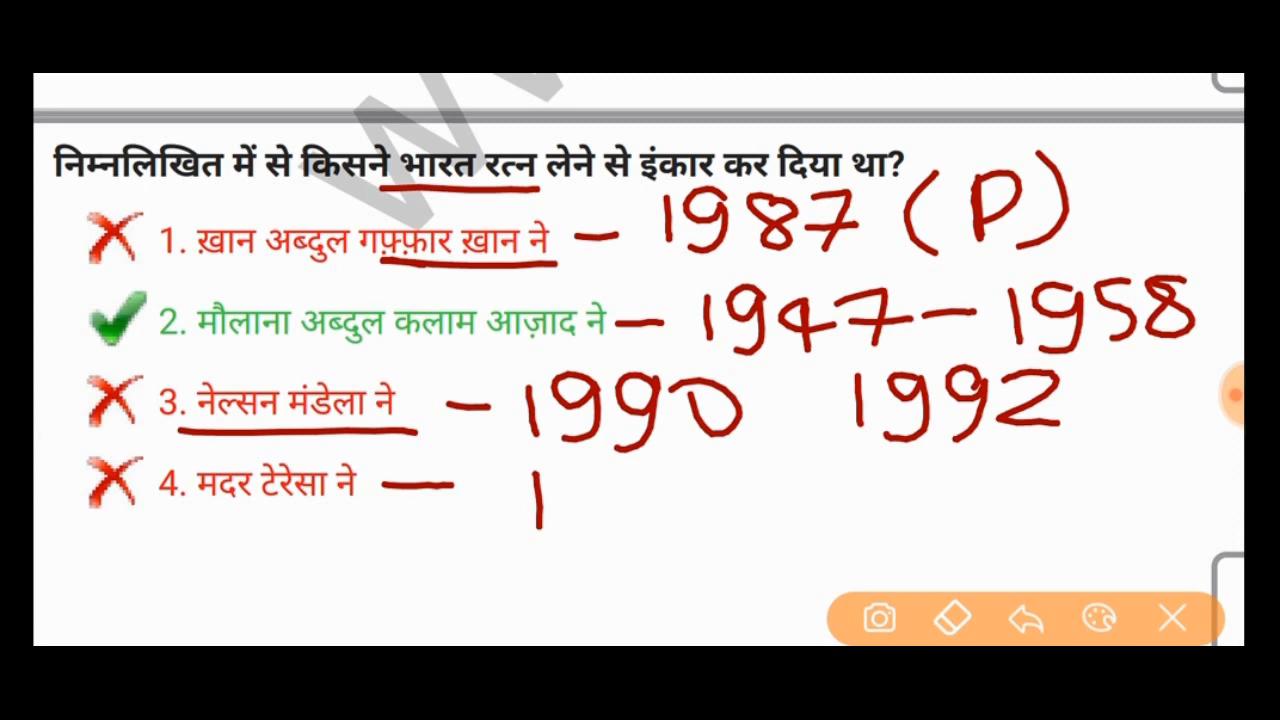 निम्नलिखित में से किसने भारत रत्न लेने से इंकार कर दिया था?
1. ख़ान अब्दुल गफ़्फ़ार ख़ान ने - 1987 (P)
2. मौलाना अब्दुल कलाम आज़ाद ने - 1947 - 1958
3. नेल्सन मंडेला ने - 1990 1992
4. मदर टेरेसा ने - 1